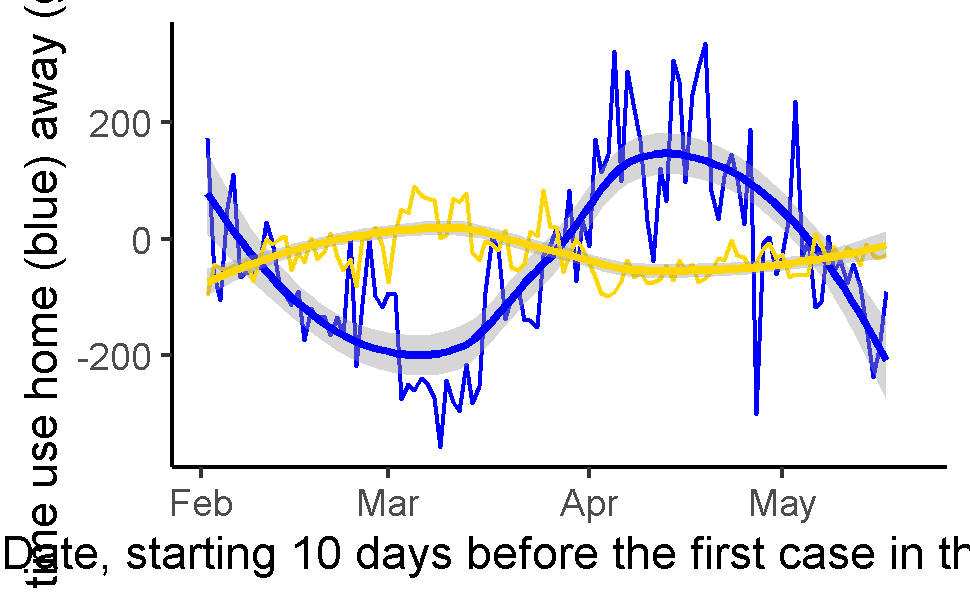 time use home (blue) away (
200
0
-200
Feb Mar Apr May
Date, starting 10 days before the first case in th